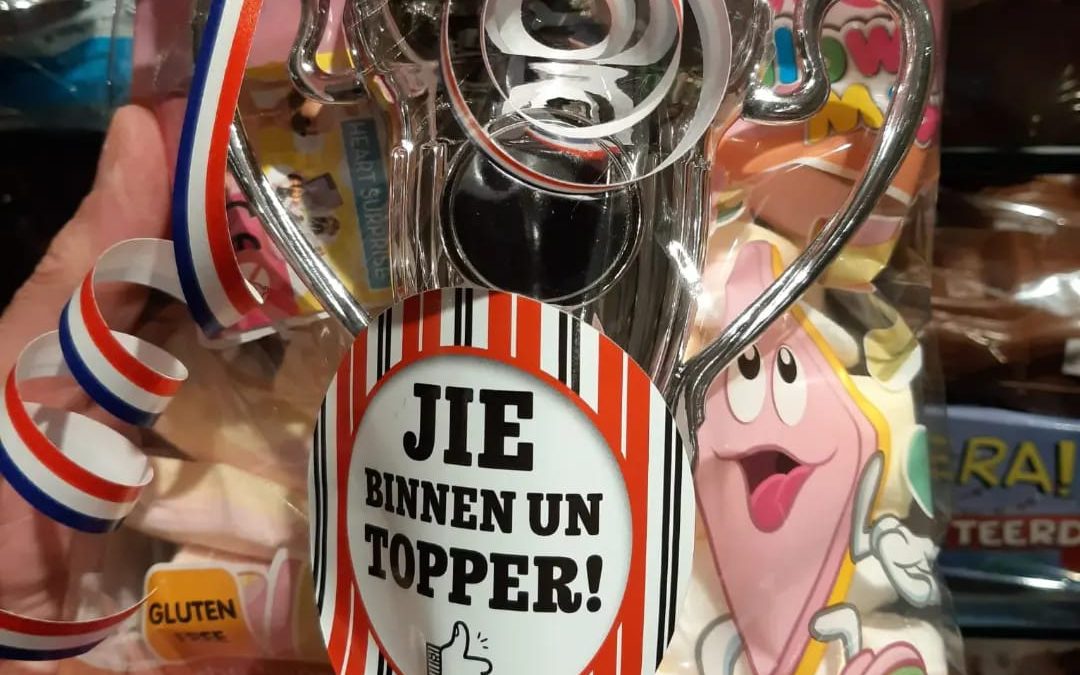 HEART SURPRISE
JIE
BINNEN UN
TOPPER!
GLUTEN
FREE
ERA!
TEERD